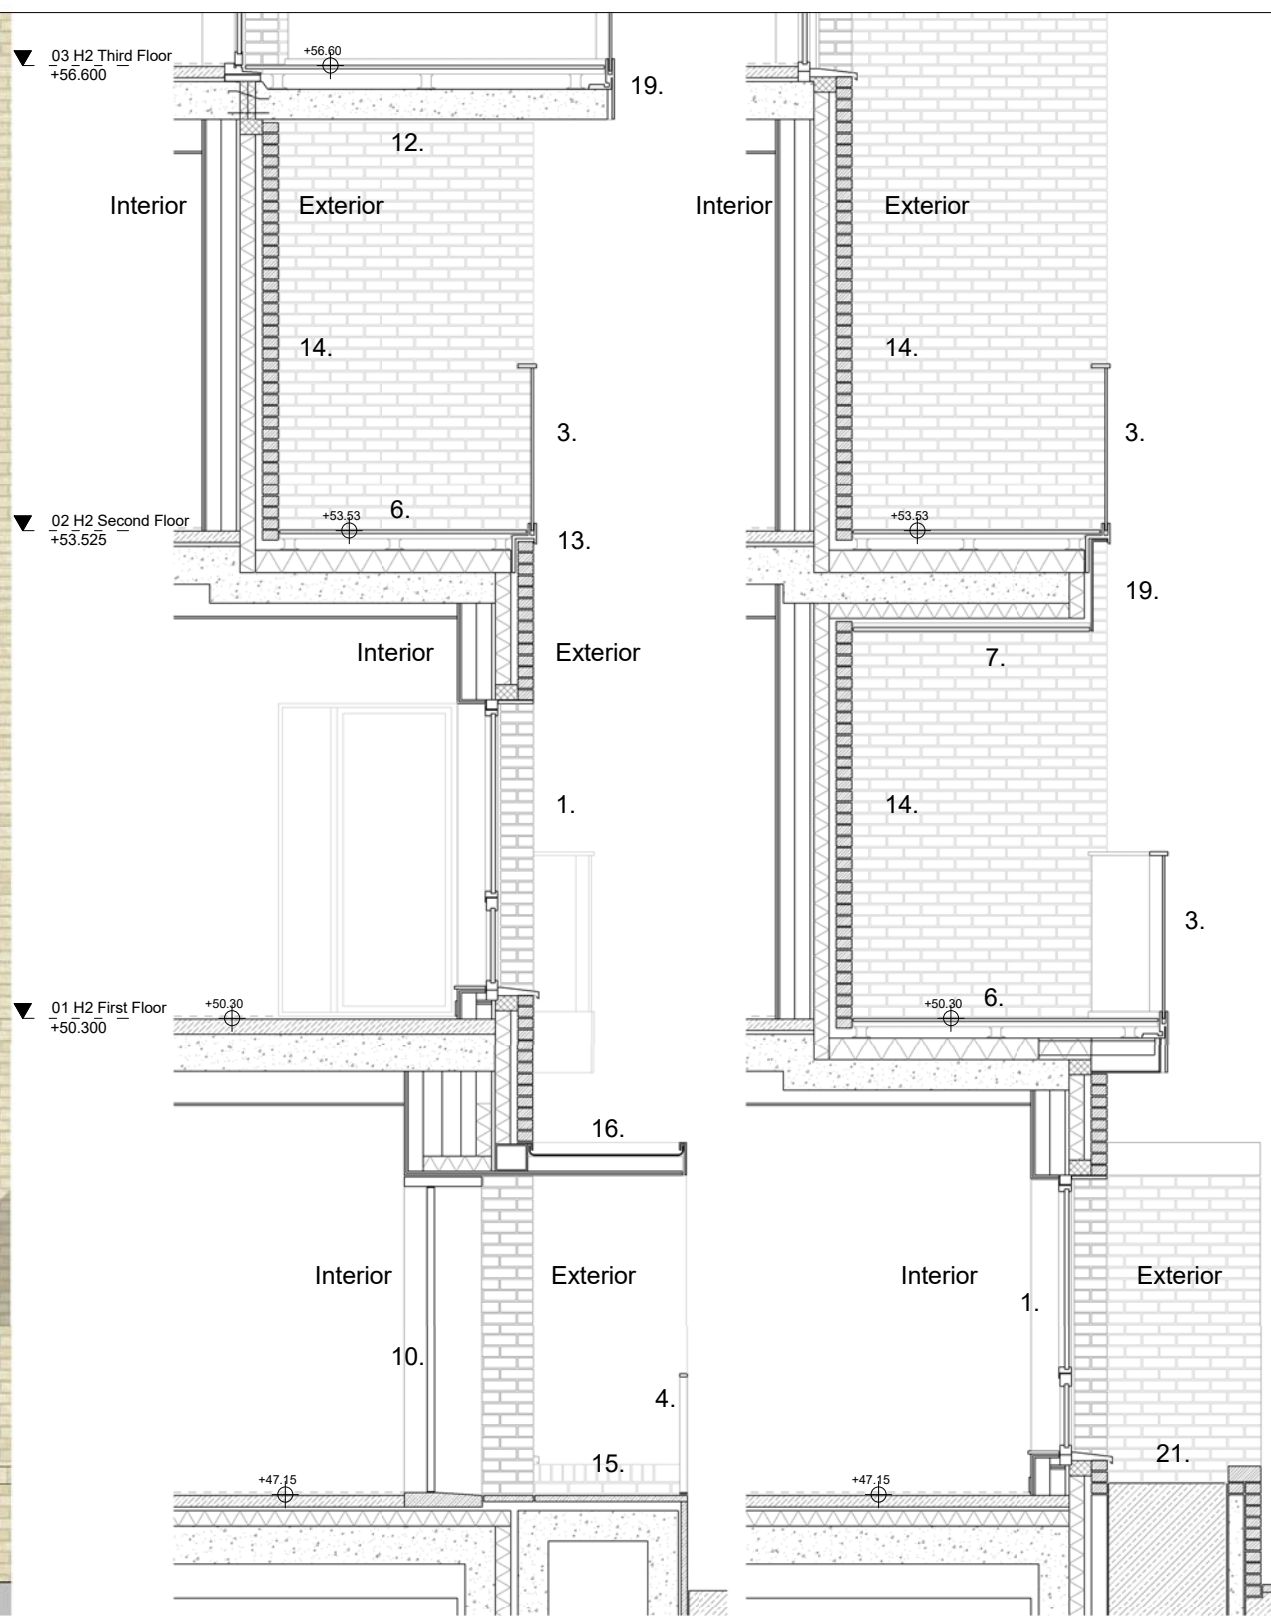 03 H2 Third Floor
+56.600
+56.60
19.
12.
Interior
Exterior
Interior
Exterior
14.
14.
3.
3.
6.
+53.53
+53.53
02 H2 Second Floor
+53.525
13.
19.
Interior
Exterior
7.
1.
14.
3.
6.
01 H2 First Floor
+50.300
+50.30
+50.30
16.
Interior
Exterior
Interior
Exterior
1.
10.
4.
15.
21.
+47.15
+47.15